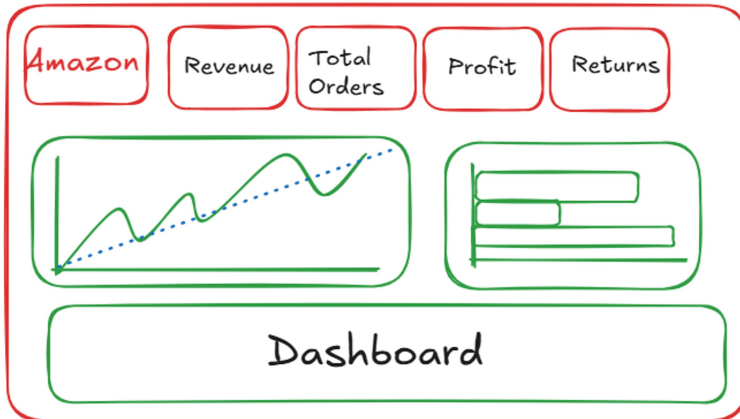 Amazon
Revenue
Total
Orders
Profit
Returns
Dashboard